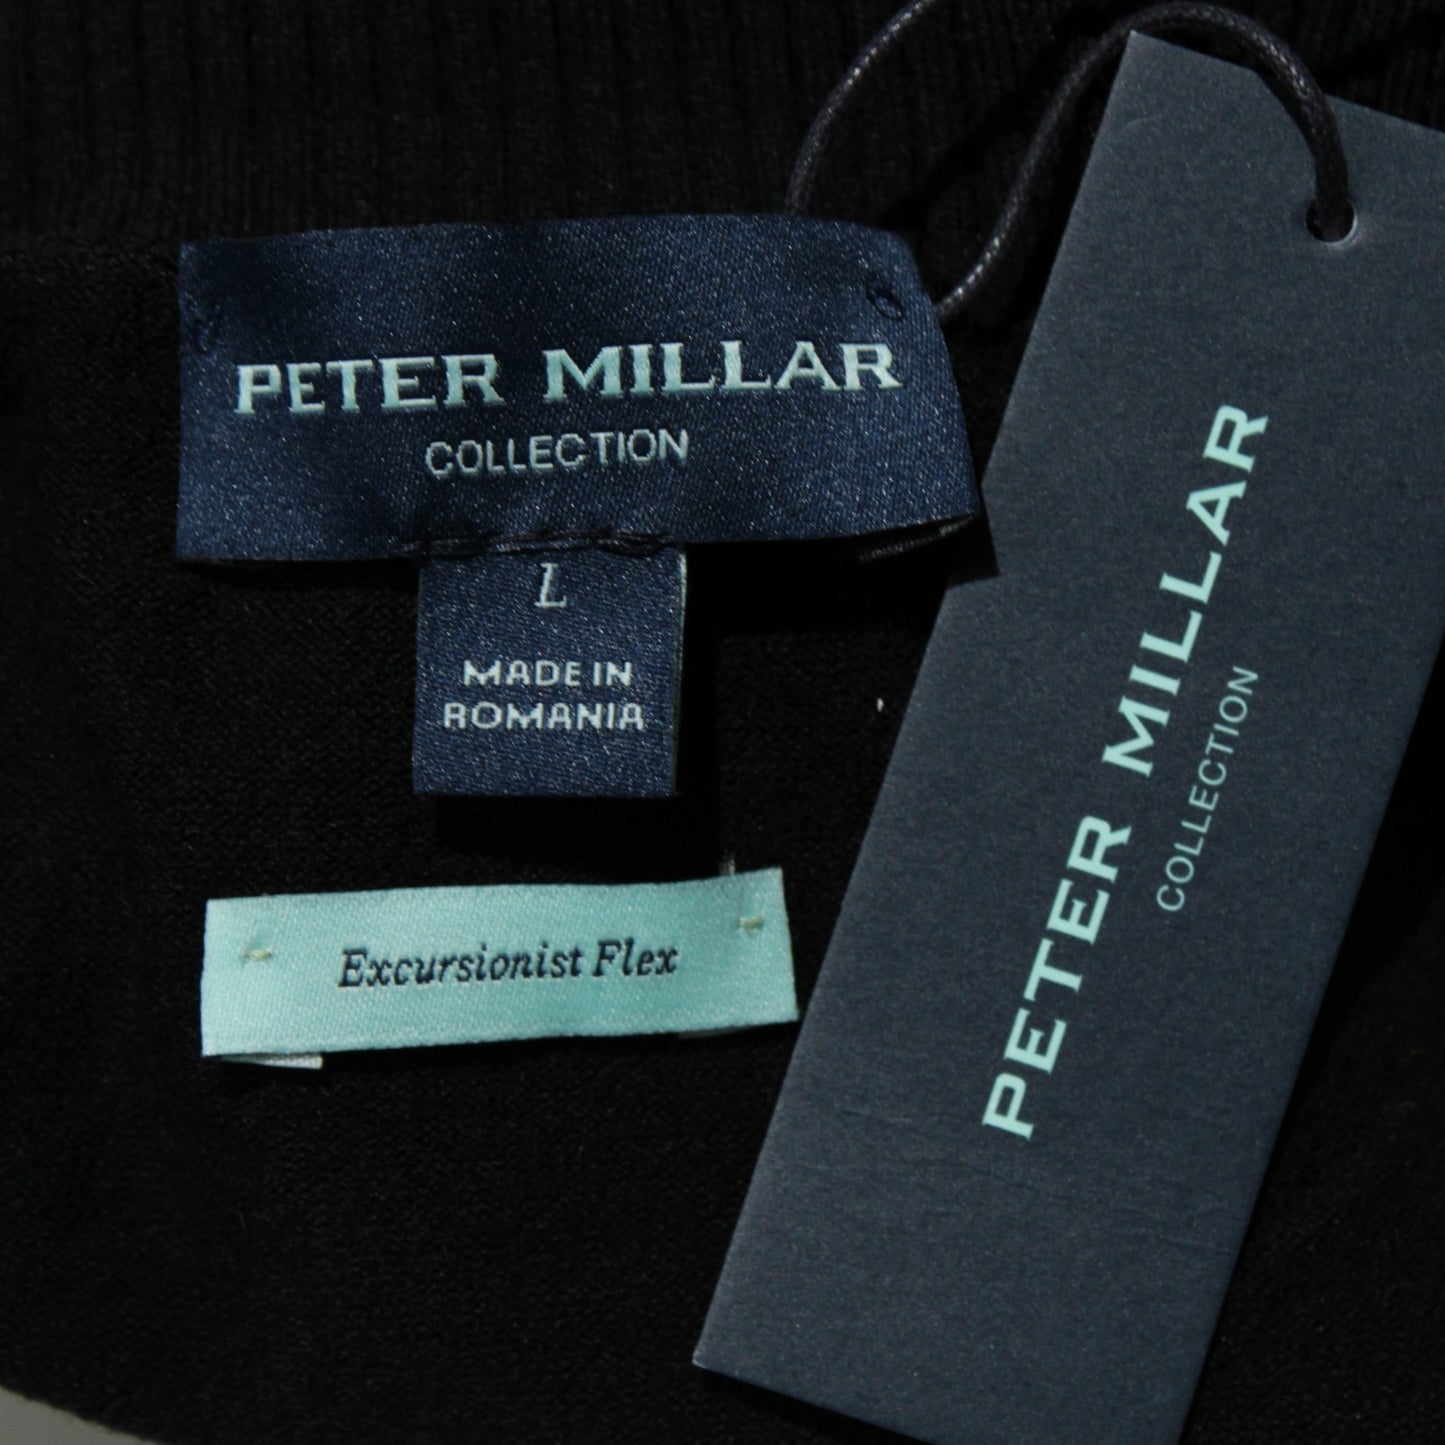 PETER MILLAR
COLLECTION
L
MADE IN
ROMANIA
Excursionist Flex
PETER MILLAR
COLLECTION